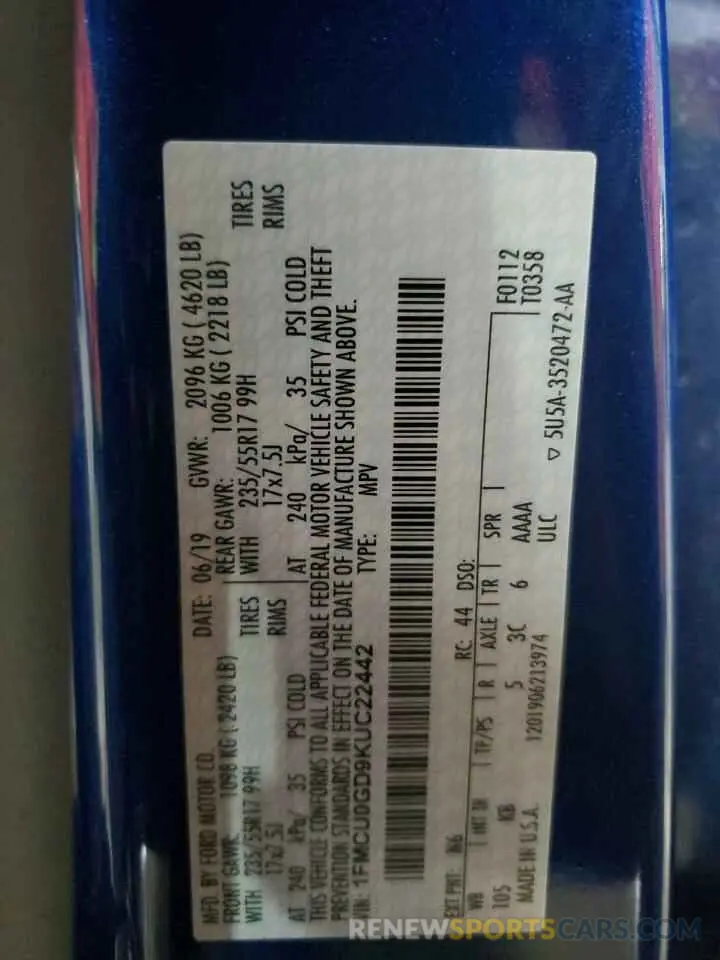 MFD. BY FORD MOTOR CO.
DATE: 06/19 GVWR: 2096 KG ( 4620 LB)
FRONT GAWR: 1098 KG ( 2420 LB) REAR GAWR: 1006 KG ( 2218 LB)
WITH 235/55R17 99H TIRES WITH 235/55R17 99H TIRES
17x7.5J RIMS 17x7.5J RIMS
AT 240 kPa/ 35 PSI COLD AT 240 kPa/ 35 PSI COLD
THIS VEHICLE CONFORMS TO ALL APPLICABLE FEDERAL MOTOR VEHICLE SAFETY AND THEFT
PREVENTION STANDARDS IN EFFECT ON THE DATE OF MANUFACTURE SHOWN ABOVE.
VIN: 1FMCU0GD9KUC22442 TYPE: MPV
EXT PNT: RC: 44 DSO:
WB INT TR TP/PS R AXLE TR SPR F0112
105 KB 5 3C 6 AAAA T0358
MADE IN U.S.A. 1201906213974 ULC
▽ 5U5A-3520472-AA
RENEWSPORTSCARS.COM